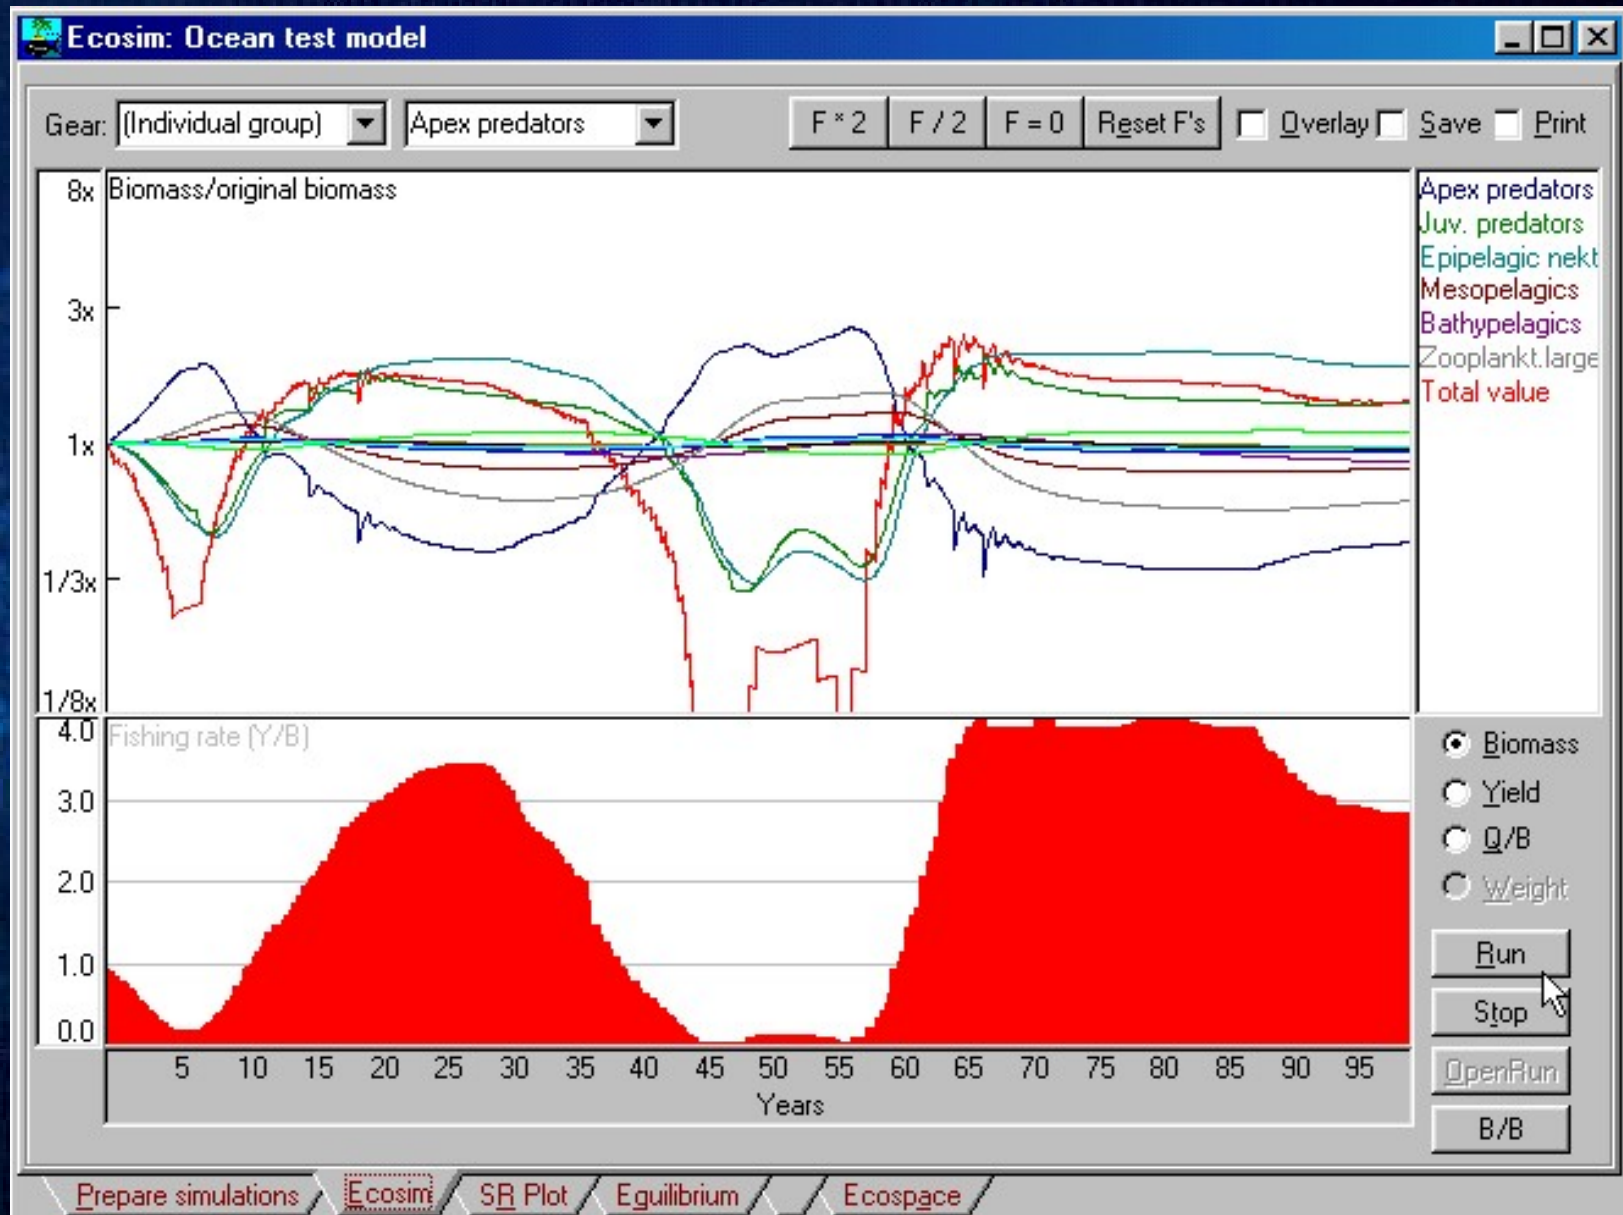 Ecosim: Ocean test model
Gear: (Individual group) Apex predators F * 2 F / 2 F = 0 Reset F's Overlay Save Print
8x Biomass/original biomass
3x
1x
1/3x
1/8x
Apex predators
Juv. predators
Epipelagic nekt
Mesopelagics
Bathypelagics
Zooplankt.large
Total value
4.0 Fishing rate (Y/B)
3.0
2.0
1.0
0.0
5 10 15 20 25 30 35 40 45 50 55 60 65 70 75 80 85 90 95
Years
Biomass
Yield
Q/B
Weight
Run
Stop
OpenRun
B/B
Prepare simulations Ecosim SR Plot Eguilibrium Ecospace